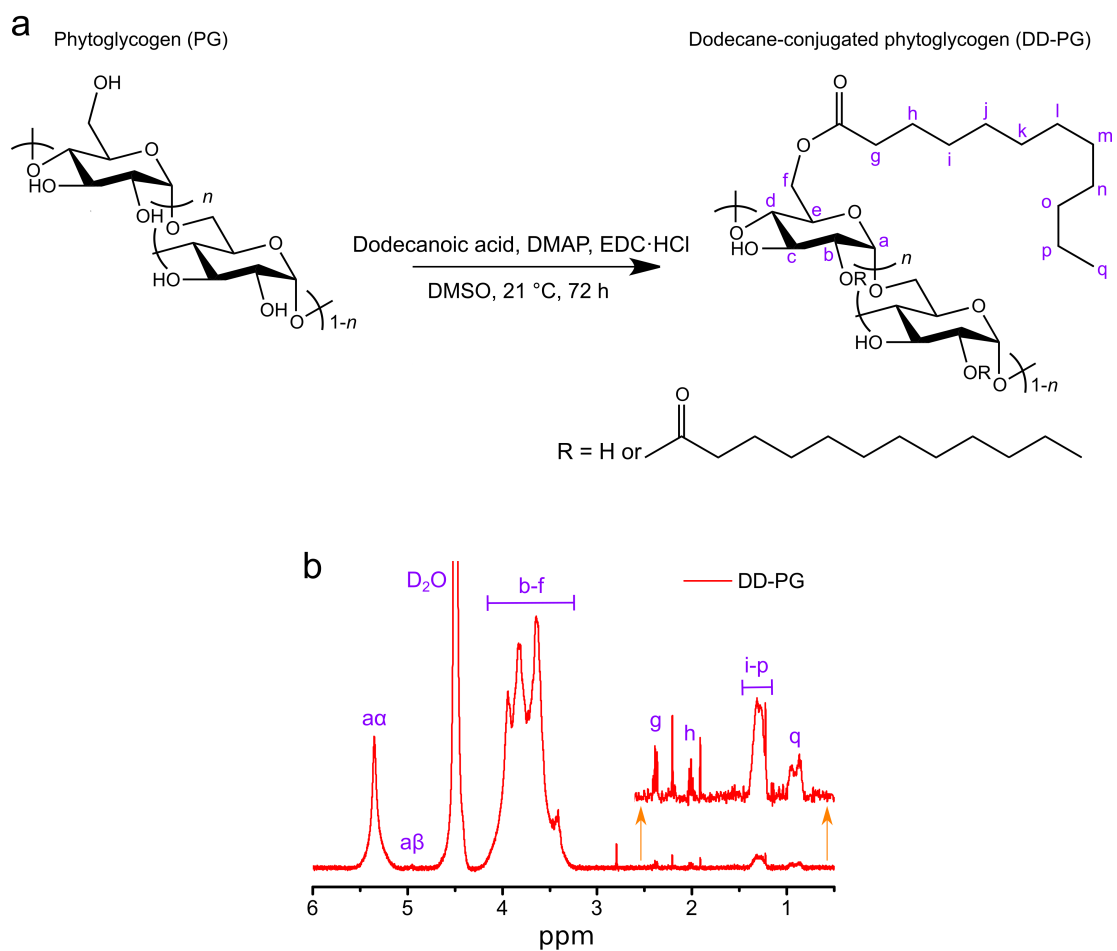 a
Phytoglycogen (PG)
Dodecane-conjugated phytoglycogen (DD-PG)
OH
O
O
HO
OH
n
O
O
HO
OH
O
1-n
Dodecanoic acid, DMAP, EDC·HCl
DMSO, 21 °C, 72 h
O
h
j
l
m
g
i
k
n
O
f
o
p
q
d
e
O
O
a
HO
c
b
n
OR
O
O
HO
OR
O
1-n
O
R = H or
b
D₂O
b-f
DD-PG
i-p
aα
g
h
q
aβ
6
5
4
3
2
1
ppm